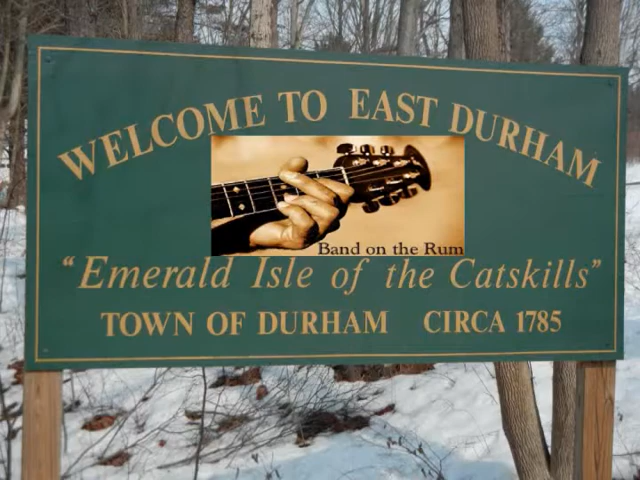 WELCOME TO EAST DURHAM
Band on the Rum
"Emerald Isle of the Catskills"
TOWN OF DURHAM CIRCA 1785